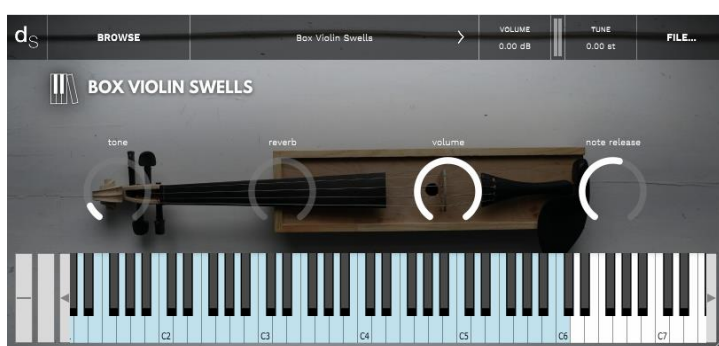 ds BROWSE Box Violin Swells > VOLUME 0.00 dB TUNE 0.00 st FILE...
BOX VIOLIN SWELLS
tone reverb volume note release
C2 C3 C4 C5 C6 C7